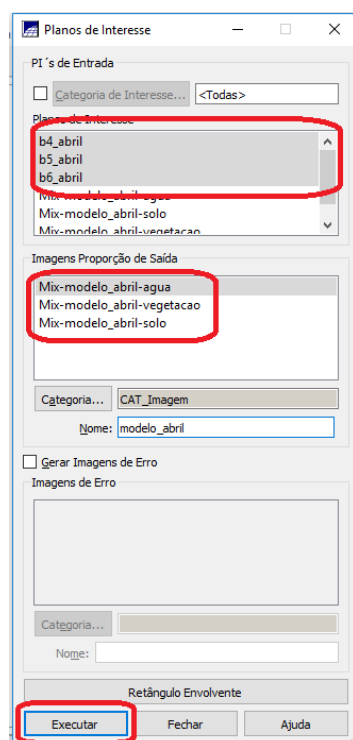 Planos de Interesse
PI´s de Entrada
Categoria de Interesse... <Todas>
Planos de Interesse
b4_abril
b5_abril
b6_abril
Mix-modelo_abril-agua
Mix-modelo_abril-solo
Mix-modelo_abril-vegetacao
Imagens Proporção de Saída
Mix-modelo_abril-agua
Mix-modelo_abril-vegetacao
Mix-modelo_abril-solo
Categoria... CAT_Imagem
Nome: modelo_abril
Gerar Imagens de Erro
Imagens de Erro
Categoria...
Nome:
Retângulo Envolvente
Executar Fechar Ajuda